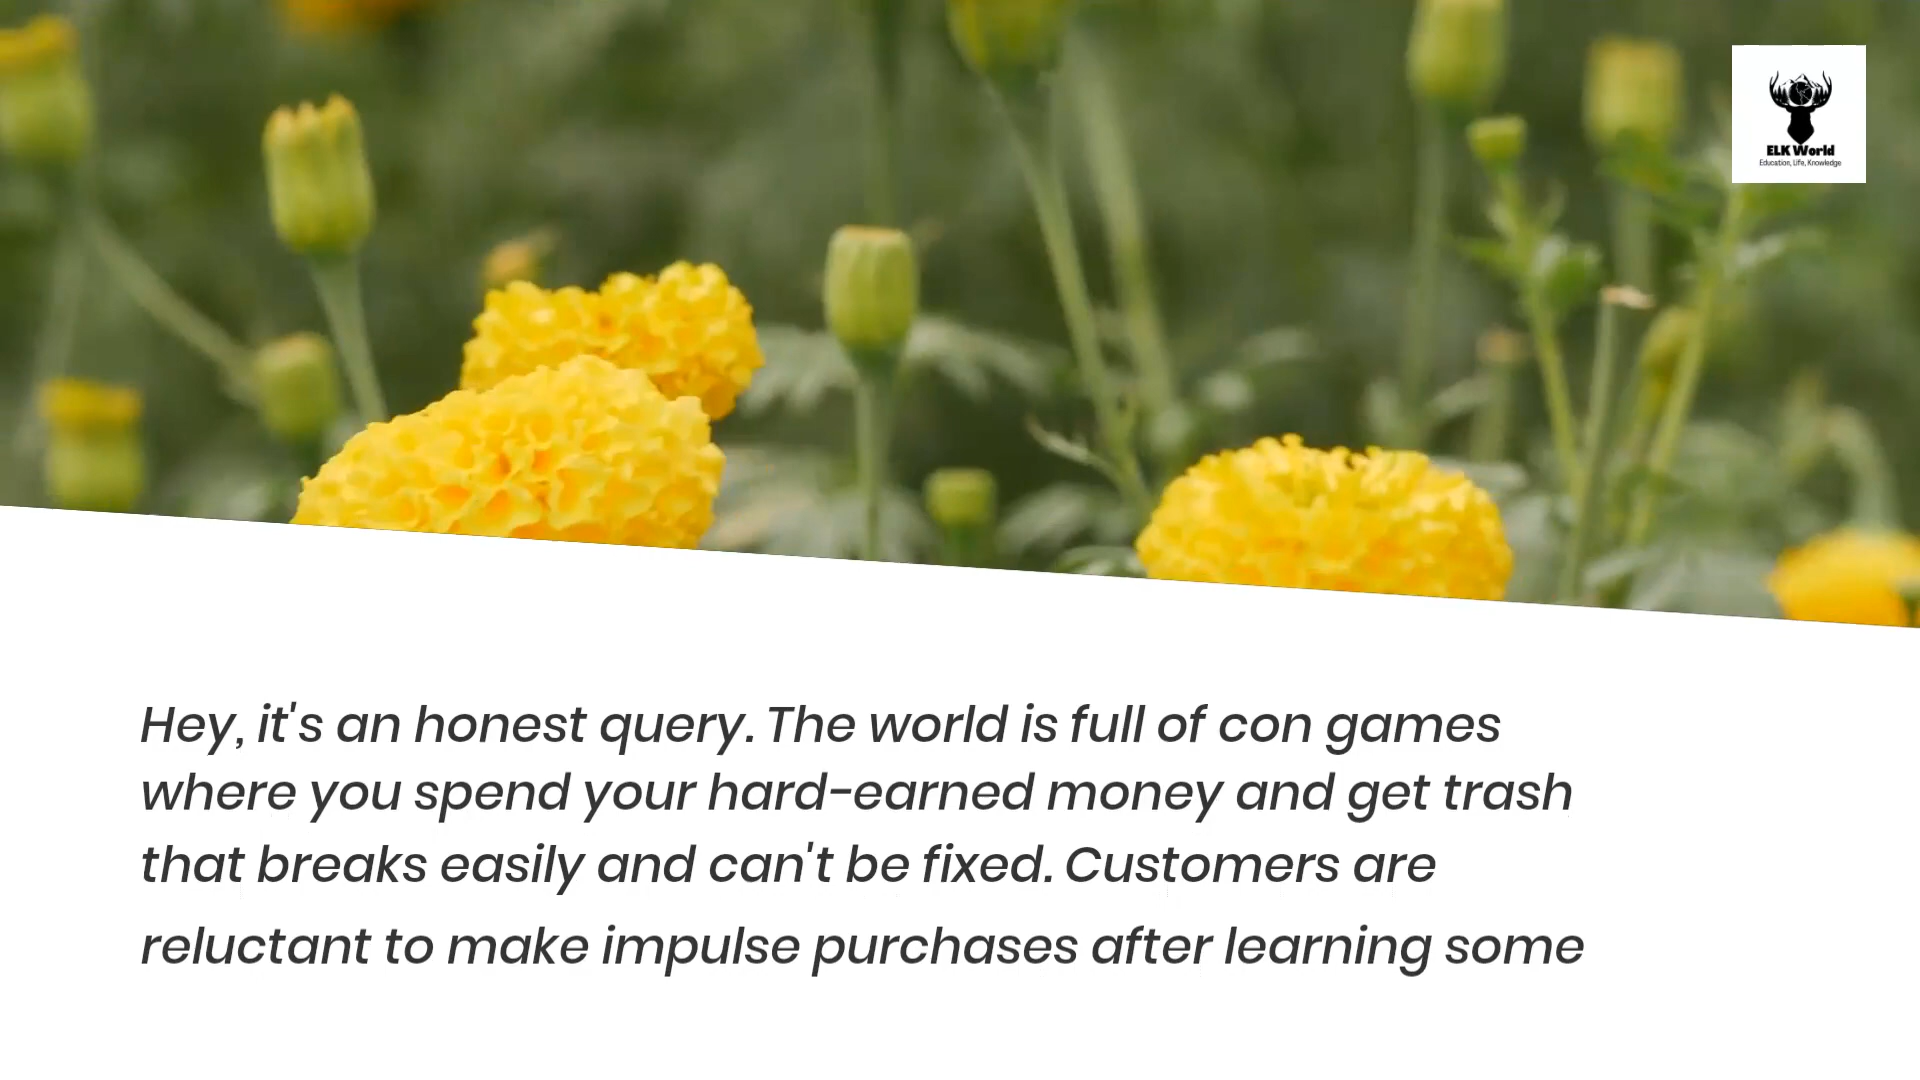 ELK World
Education, Life, Knowledge
Hey, it's an honest query. The world is full of con games
where you spend your hard-earned money and get trash
that breaks easily and can't be fixed. Customers are
reluctant to make impulse purchases after learning some